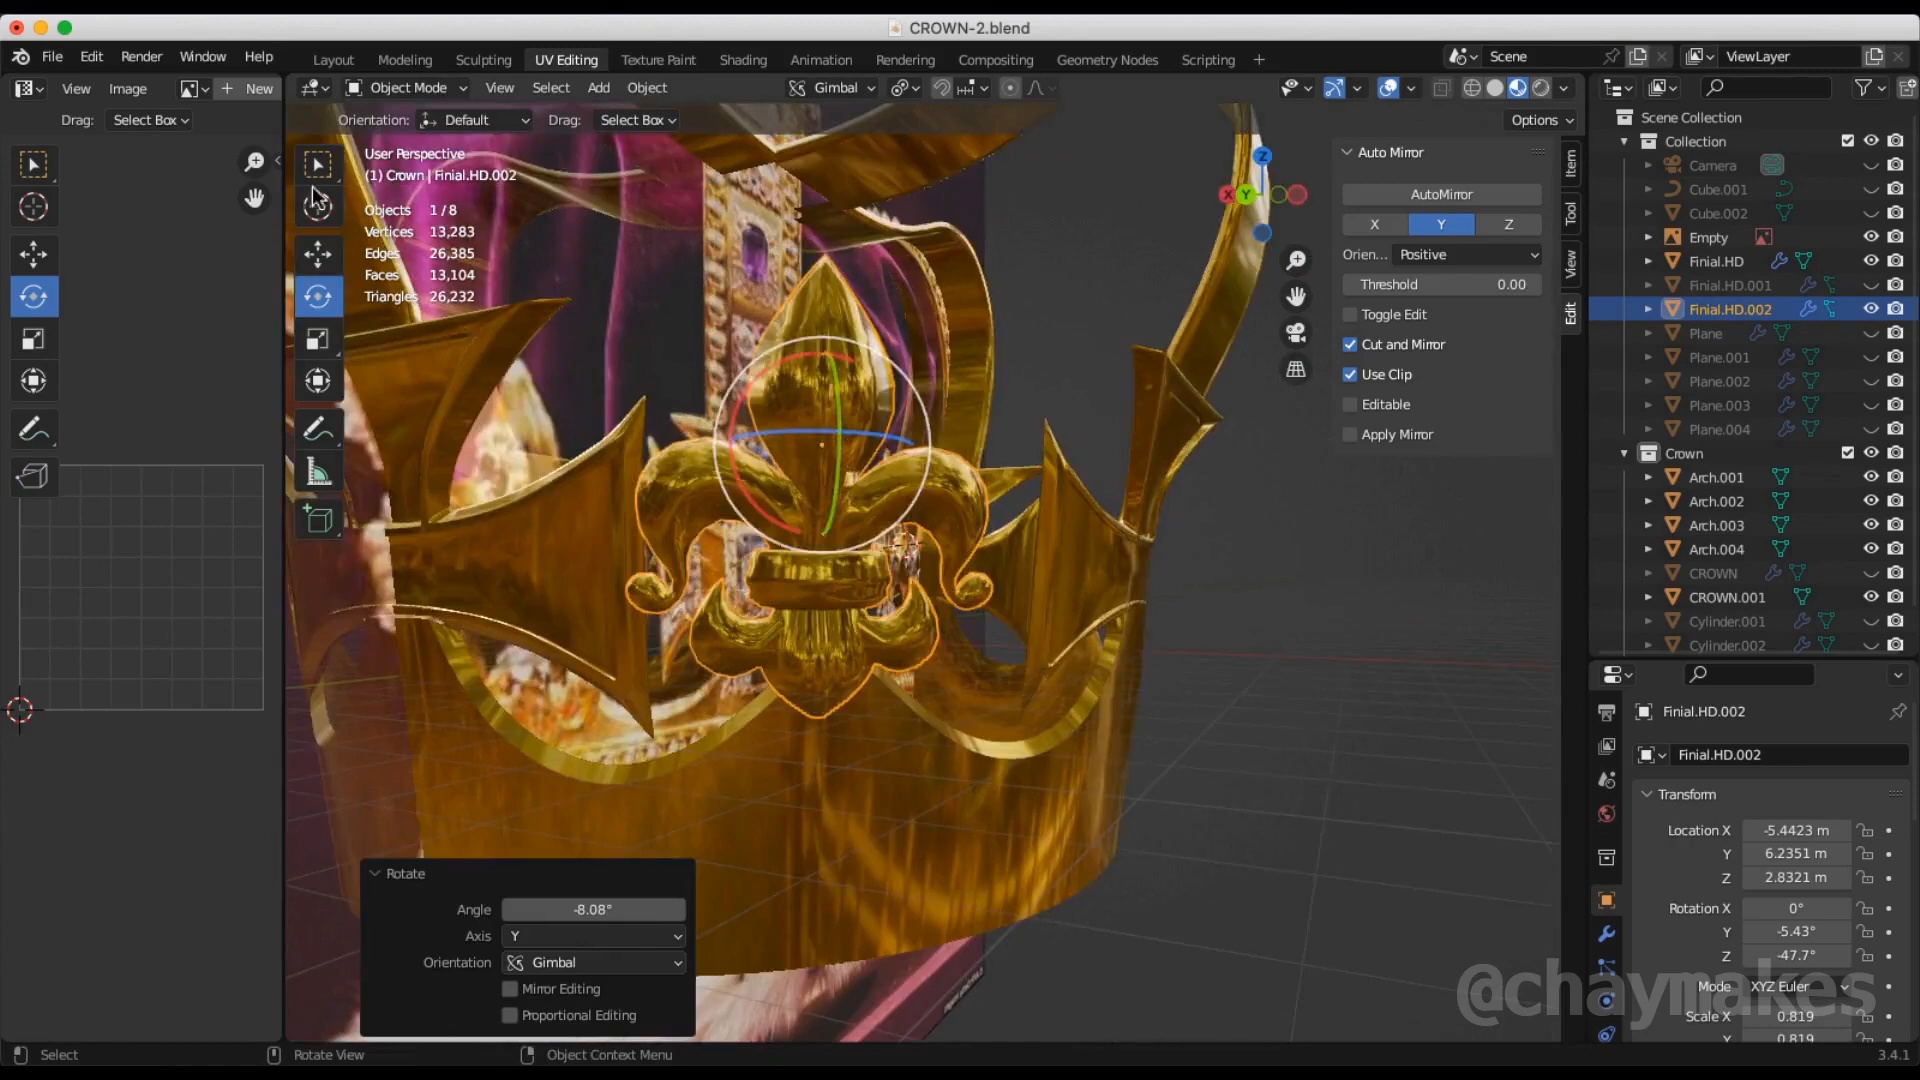 CROWN-2.blend
File Edit Render Window Help
Layout Modeling Sculpting UV Editing Texture Paint Shading Animation Rendering Compositing Geometry Nodes Scripting +
Scene
ViewLayer
View Image + New
Object Mode View Select Add Object
Gimbal
Drag: Select Box
Orientation: Default Drag: Select Box
Options
User Perspective
(1) Crown | Finial.HD.002
Objects 1 / 8
Vertices 13,283
Edges 26,385
Faces 13,104
Triangles 26,232
X Y Z
Auto Mirror
AutoMirror
X Y Z
Orien... Positive
Threshold 0.00
Toggle Edit
Cut and Mirror
Use Clip
Editable
Apply Mirror
Item
Tool
View
Edit
Scene Collection
Collection
Camera
Cube.001
Cube.002
Empty
Finial.HD
Finial.HD.001
Finial.HD.002
Plane
Plane.001
Plane.002
Plane.003
Plane.004
Crown
Arch.001
Arch.002
Arch.003
Arch.004
CROWN
CROWN.001
Cylinder.001
Cylinder.002
Finial.HD.002
Finial.HD.002
Transform
Location X -5.4423 m
Y 6.2351 m
Z 2.8321 m
Rotation X 0°
Y -5.43°
Z -47.7°
Mode XYZ Euler
Scale X 0.819
Y 0.819
Rotate
Angle -8.08°
Axis Y
Orientation Gimbal
Mirror Editing
Proportional Editing
@chaymakes
Select
Rotate View
Object Context Menu
3.4.1